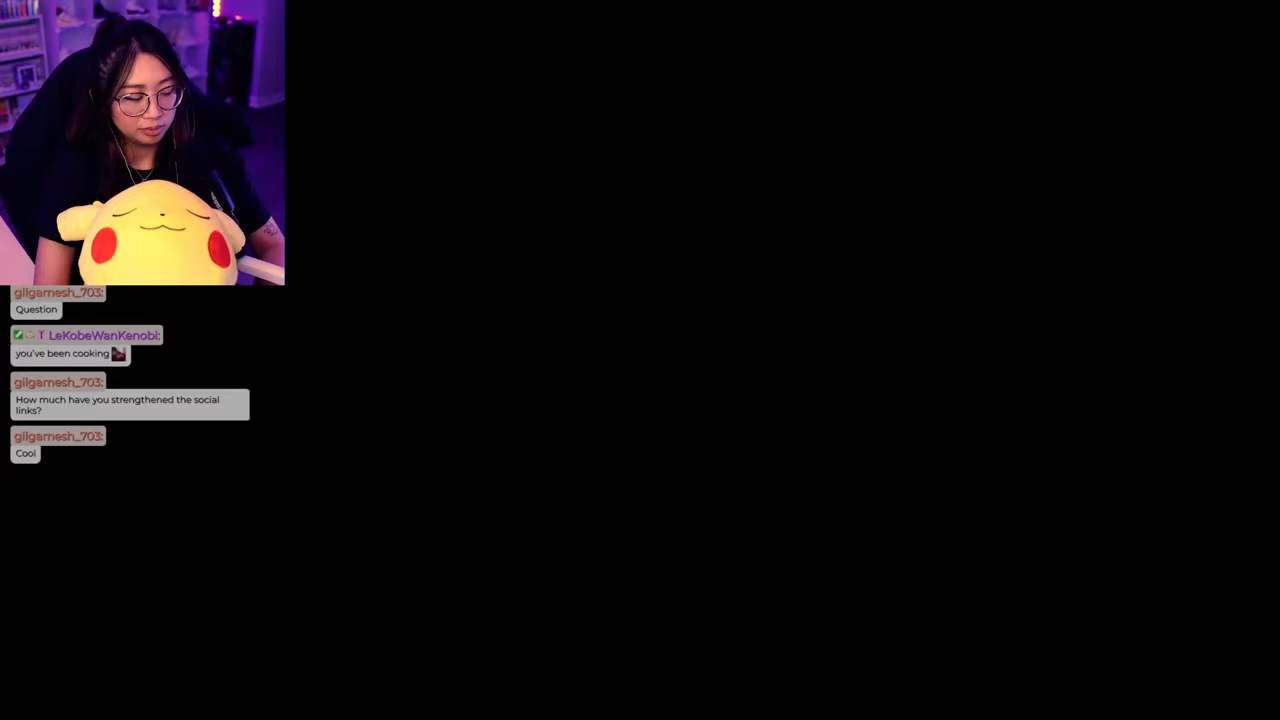 gilgamesh_703:
Question
LeKobeWanKenobi:
you've been cooking
gilgamesh_703:
How much have you strengthened the social
links?
gilgamesh_703:
Cool